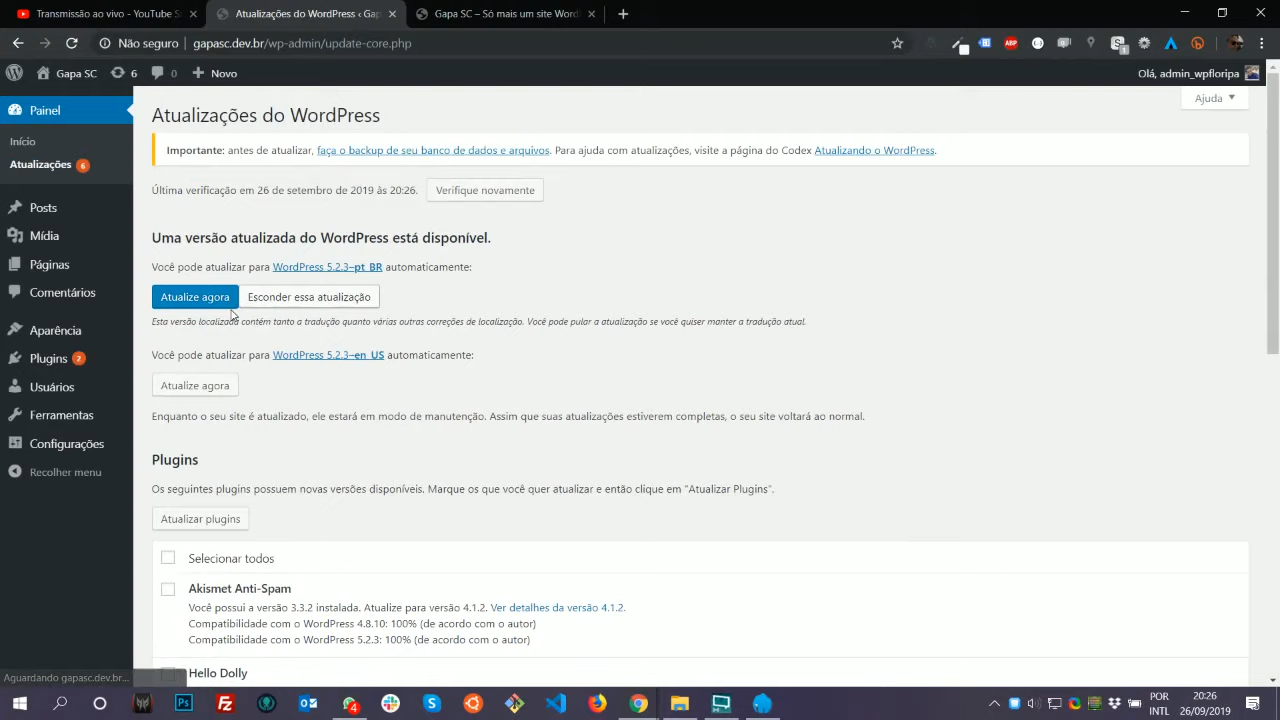 Transmissão ao vivo - YouTube S
Atualizações do WordPress ‹ Gap
Gapa SC – Só mais um site WordP
Não seguro
gapasc.dev.br/wp-admin/update-core.php
Gapa SC
6
0
Novo
Olá, admin_wpfloripa
Painel
Início
Atualizações 6
Posts
Mídia
Páginas
Comentários
Aparência
Plugins 2
Usuários
Ferramentas
Configurações
Recolher menu
Ajuda
Atualizações do WordPress
Importante: antes de atualizar, faça o backup de seu banco de dados e arquivos. Para ajuda com atualizações, visite a página do Codex Atualizando o WordPress.
Última verificação em 26 de setembro de 2019 às 20:26.
Verifique novamente
Uma versão atualizada do WordPress está disponível.
Você pode atualizar para WordPress 5.2.3–pt_BR automaticamente:
Atualize agora
Esconder essa atualização
Esta versão localizada contém tanto a tradução quanto várias outras correções de localização. Você pode pular a atualização se você quiser manter a tradução atual.
Você pode atualizar para WordPress 5.2.3–en_US automaticamente:
Atualize agora
Enquanto o seu site é atualizado, ele estará em modo de manutenção. Assim que suas atualizações estiverem completas, o seu site voltará ao normal.
Plugins
Os seguintes plugins possuem novas versões disponíveis. Marque os que você quer atualizar e então clique em "Atualizar Plugins".
Atualizar plugins
Selecionar todos
Akismet Anti-Spam
Você possui a versão 3.3.2 instalada. Atualize para versão 4.1.2. Ver detalhes da versão 4.1.2.
Compatibilidade com o WordPress 4.8.10: 100% (de acordo com o autor)
Compatibilidade com o WordPress 5.2.3: 100% (de acordo com o autor)
Hello Dolly
Aguardando gapasc.dev.br...
POR
INTL
20:26
26/09/2019